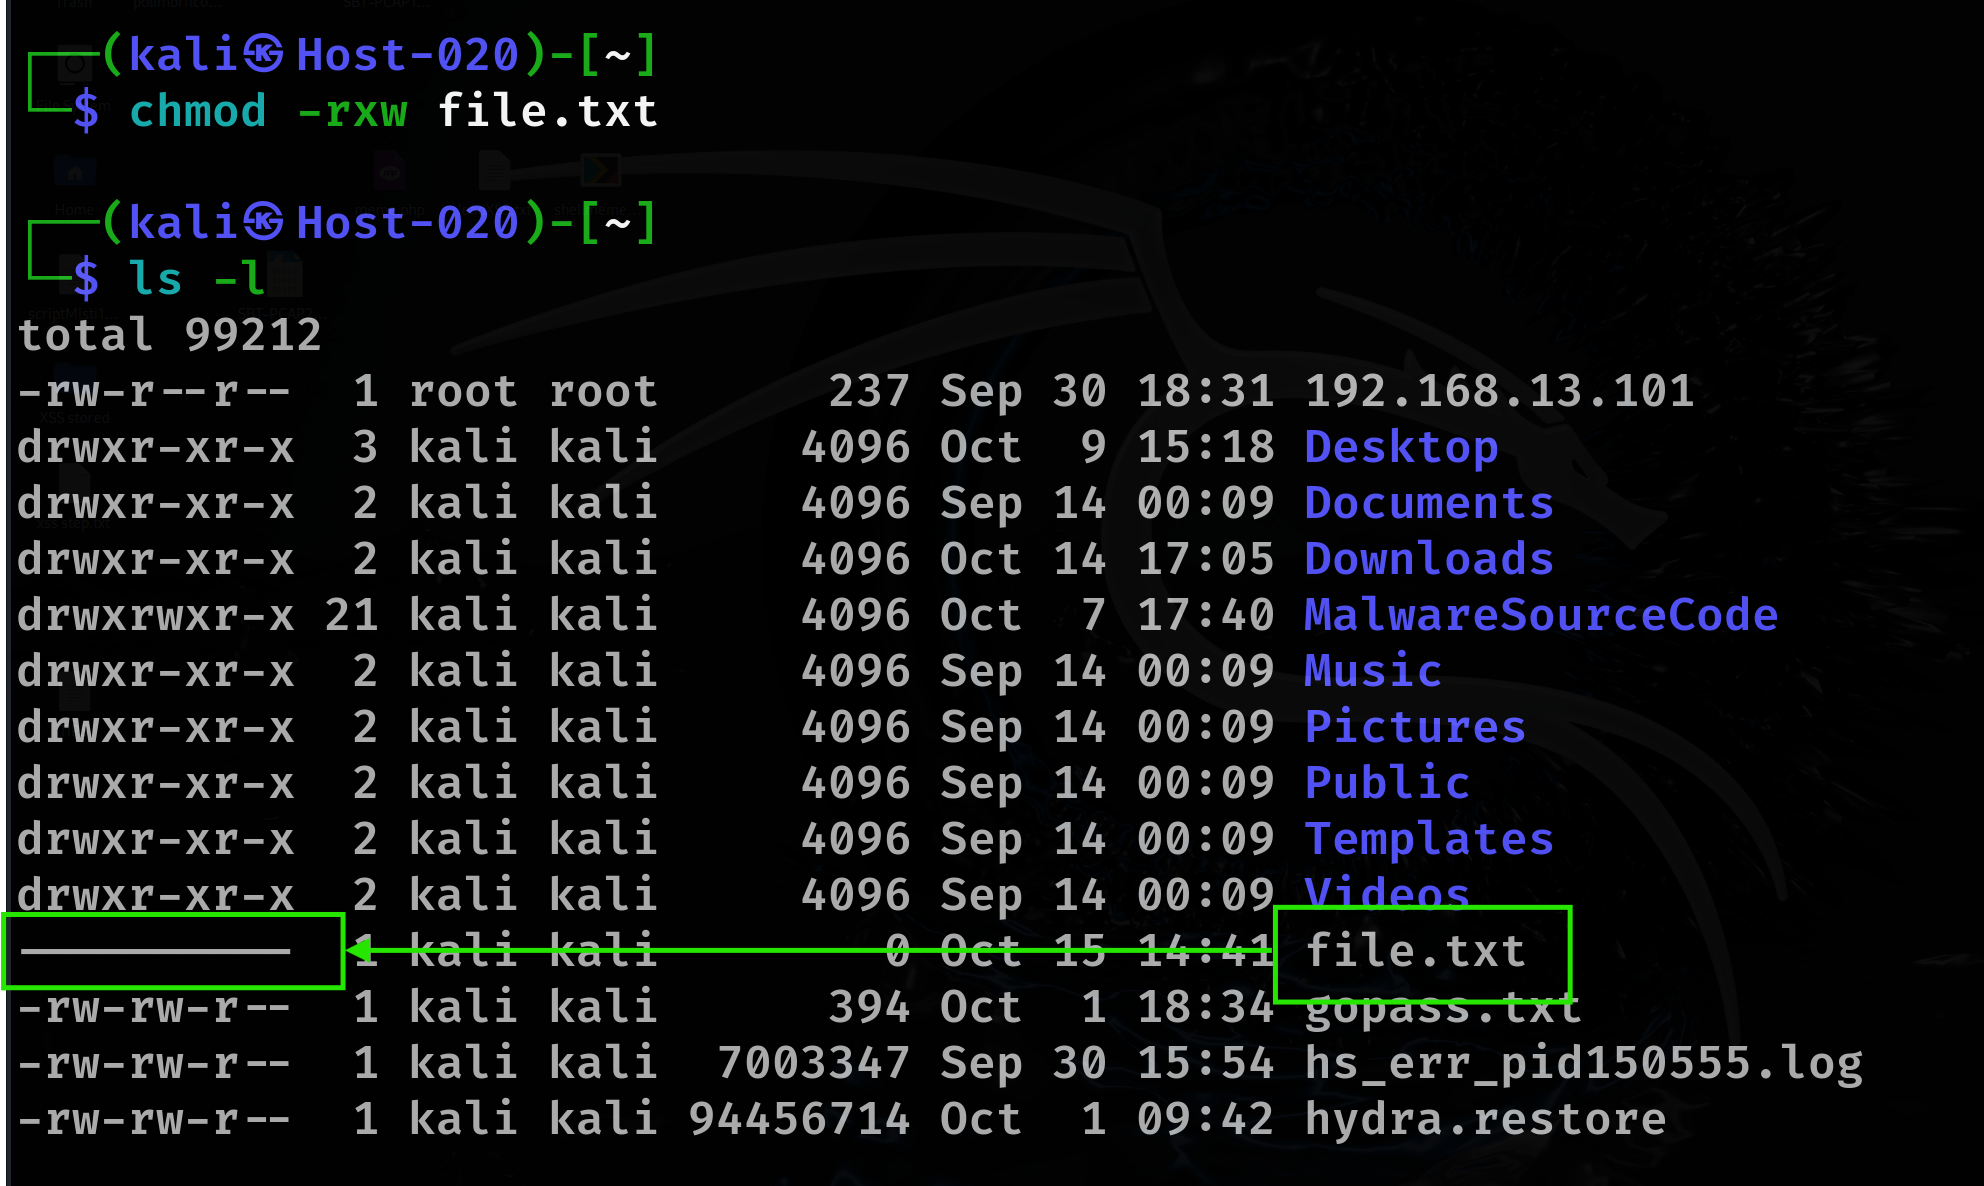 (kali㉿Host-020)-[~]
$ chmod -rxw file.txt
(kali㉿Host-020)-[~]
$ ls -l
total 99212
-rw-r--r--  1 root root      237 Sep 30 18:31 192.168.13.101
drwxr-xr-x  3 kali kali     4096 Oct  9 15:18 Desktop
drwxr-xr-x  2 kali kali     4096 Sep 14 00:09 Documents
drwxr-xr-x  2 kali kali     4096 Oct 14 17:05 Downloads
drwxrwxr-x 21 kali kali     4096 Oct  7 17:40 MalwareSourceCode
drwxr-xr-x  2 kali kali     4096 Sep 14 00:09 Music
drwxr-xr-x  2 kali kali     4096 Sep 14 00:09 Pictures
drwxr-xr-x  2 kali kali     4096 Sep 14 00:09 Public
drwxr-xr-x  2 kali kali     4096 Sep 14 00:09 Templates
drwxr-xr-x  2 kali kali     4096 Sep 14 00:09 Videos
----------  1 kali kali        0 Oct 15 14:41 file.txt
-rw-rw-r--  1 kali kali      394 Oct  1 18:34 gopass.txt
-rw-rw-r--  1 kali kali  7003347 Sep 30 15:54 hs_err_pid150555.log
-rw-rw-r--  1 kali kali 94456714 Oct  1 09:42 hydra.restore